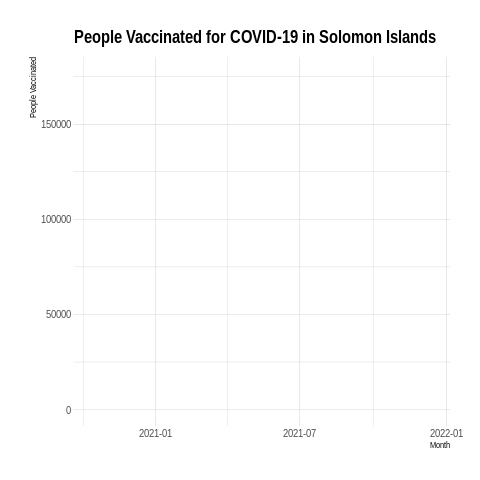 People Vaccinated for COVID-19 in Solomon Islands
People Vaccinated
150000
100000
50000
0
2021-01 2021-07 2022-01
Month